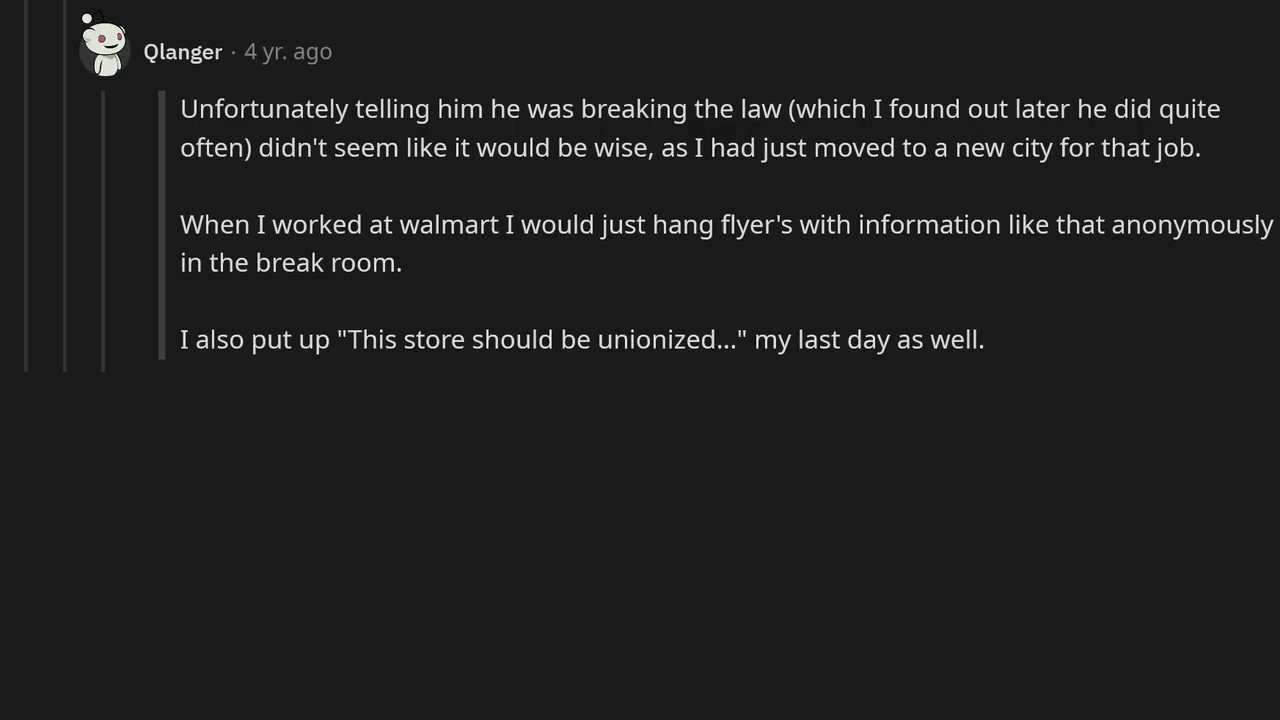 Qlanger · 4 yr. ago
Unfortunately telling him he was breaking the law (which I found out later he did quite
often) didn't seem like it would be wise, as I had just moved to a new city for that job.
When I worked at walmart I would just hang flyer's with information like that anonymously
in the break room.
I also put up "This store should be unionized..." my last day as well.